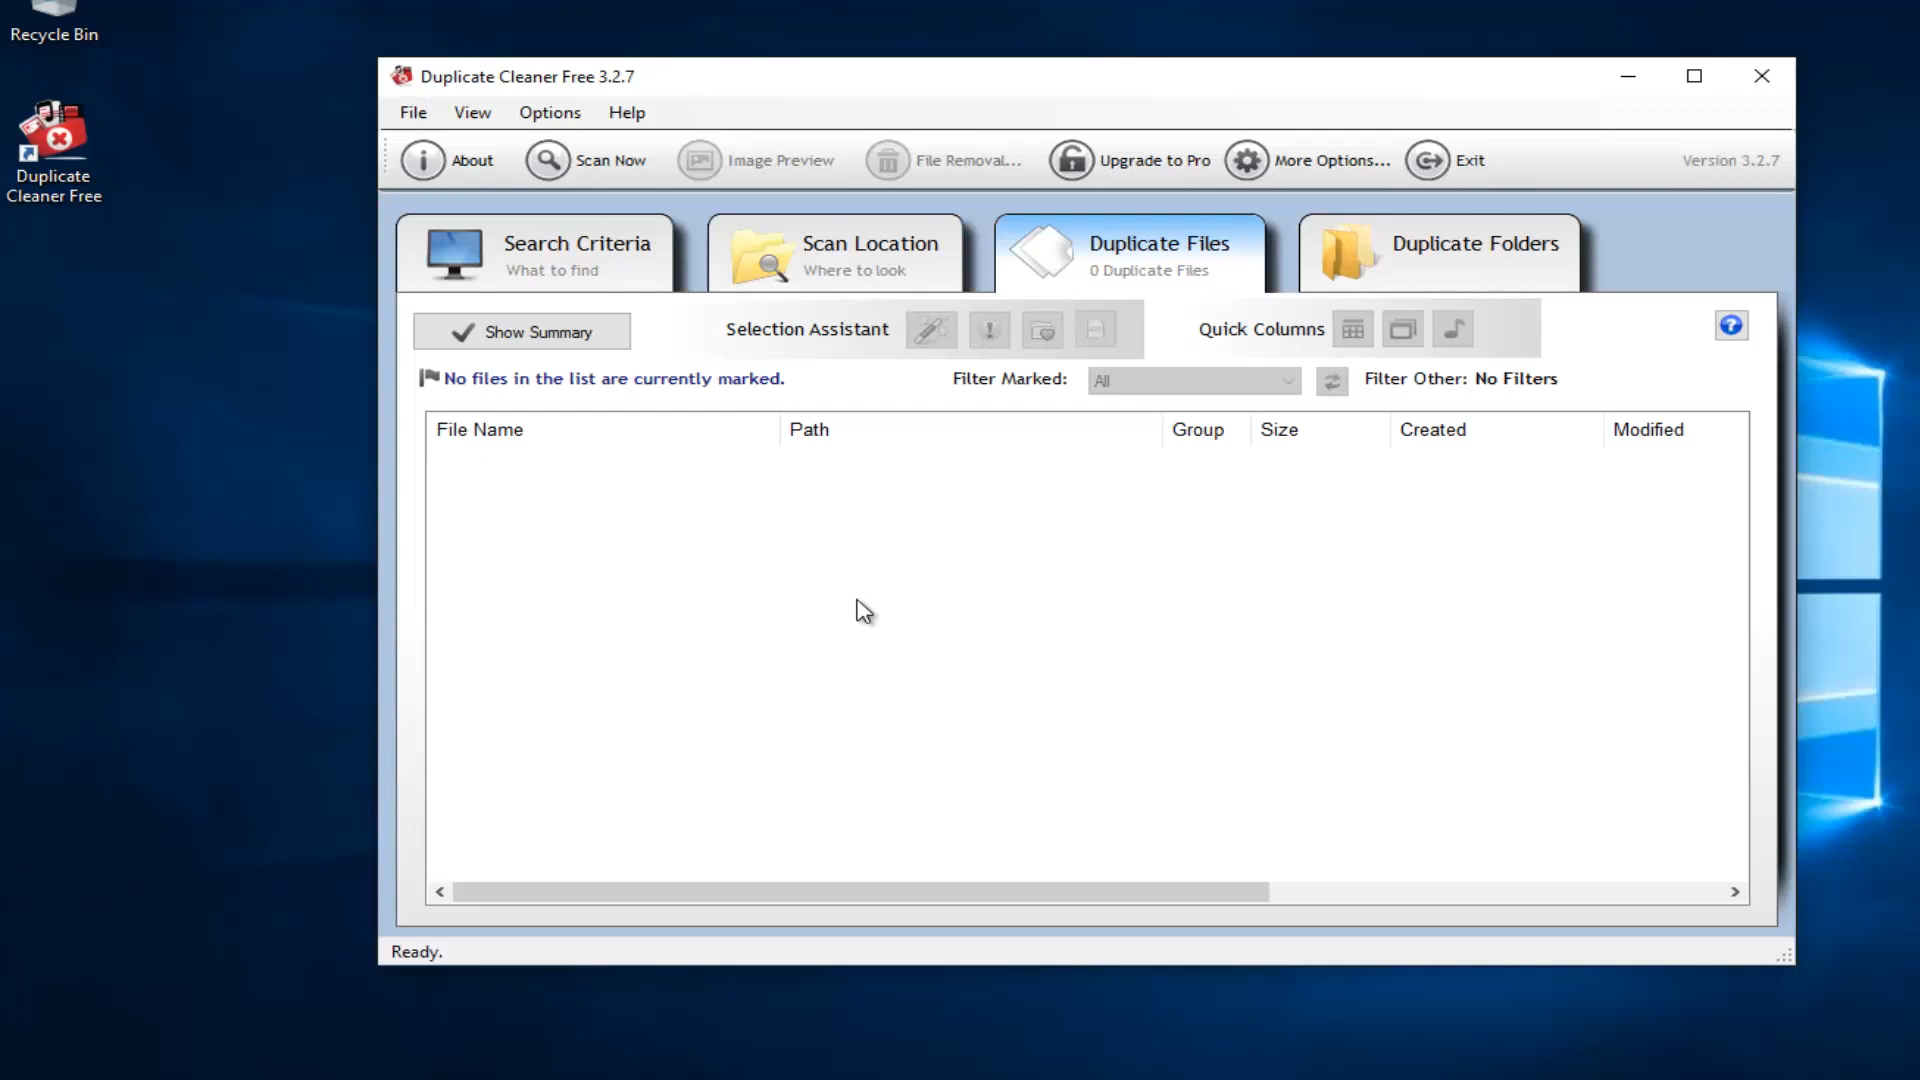 Recycle Bin
Duplicate
Cleaner Free
Duplicate Cleaner Free 3.2.7
File View Options Help
About Scan Now Image Preview File Removal... Upgrade to Pro More Options... Exit Version 3.2.7
Search Criteria
What to find
Scan Location
Where to look
Duplicate Files
0 Duplicate Files
Duplicate Folders
Show Summary Selection Assistant Quick Columns
No files in the list are currently marked. Filter Marked: All Filter Other: No Filters
File Name Path Group Size Created Modified
Ready.